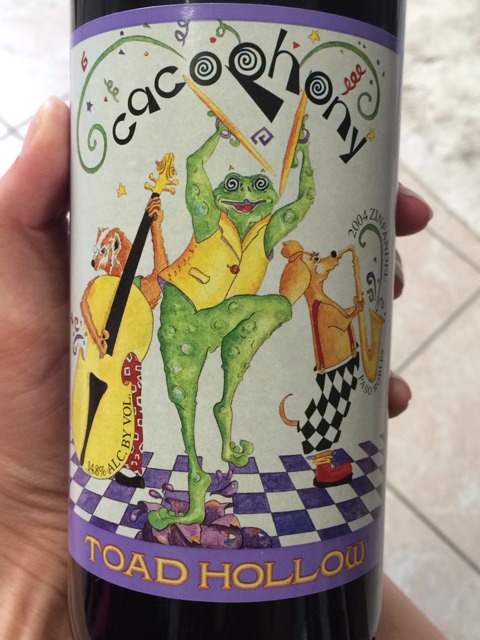 cacophony
2004 ZINFANDEL
PASO ROBLES
14.8% ALC. BY VOL.
TOAD HOLLOW